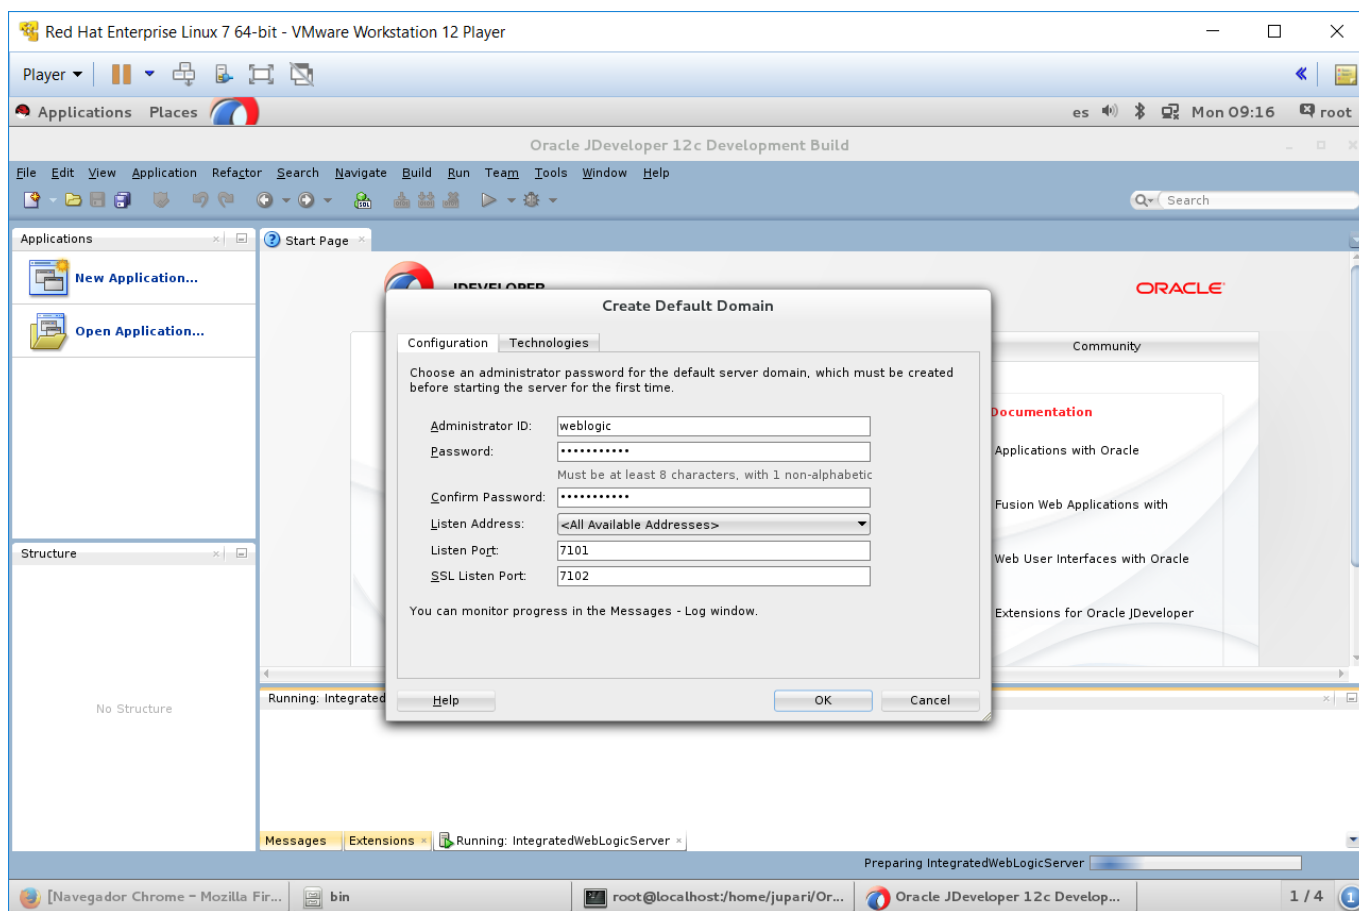 Red Hat Enterprise Linux 7 64-bit - VMware Workstation 12 Player
Player
Applications Places es Mon 09:16 root
Oracle JDeveloper 12c Development Build
File Edit View Application Refactor Search Navigate Build Run Team Tools Window Help
SQL
Search
Applications
Start Page
New Application...
Open Application...
JDEVELOPER
ORACLE
Community
Create Default Domain
Configuration Technologies
Choose an administrator password for the default server domain, which must be created
before starting the server for the first time.
Administrator ID: weblogic
Password: •••••••••••
Must be at least 8 characters, with 1 non-alphabetic
Confirm Password: •••••••••••
Listen Address: <All Available Addresses>
Listen Port: 7101
SSL Listen Port: 7102
You can monitor progress in the Messages - Log window.
Help OK Cancel
Documentation
Applications with Oracle
Fusion Web Applications with
Web User Interfaces with Oracle
Extensions for Oracle JDeveloper
Structure
No Structure
Running: Integrated
Messages Extensions Running: IntegratedWebLogicServer
Preparing IntegratedWebLogicServer
[Navegador Chrome - Mozilla Fir... bin root@localhost:/home/jupari/Or... Oracle JDeveloper 12c Develop... 1 / 4 1